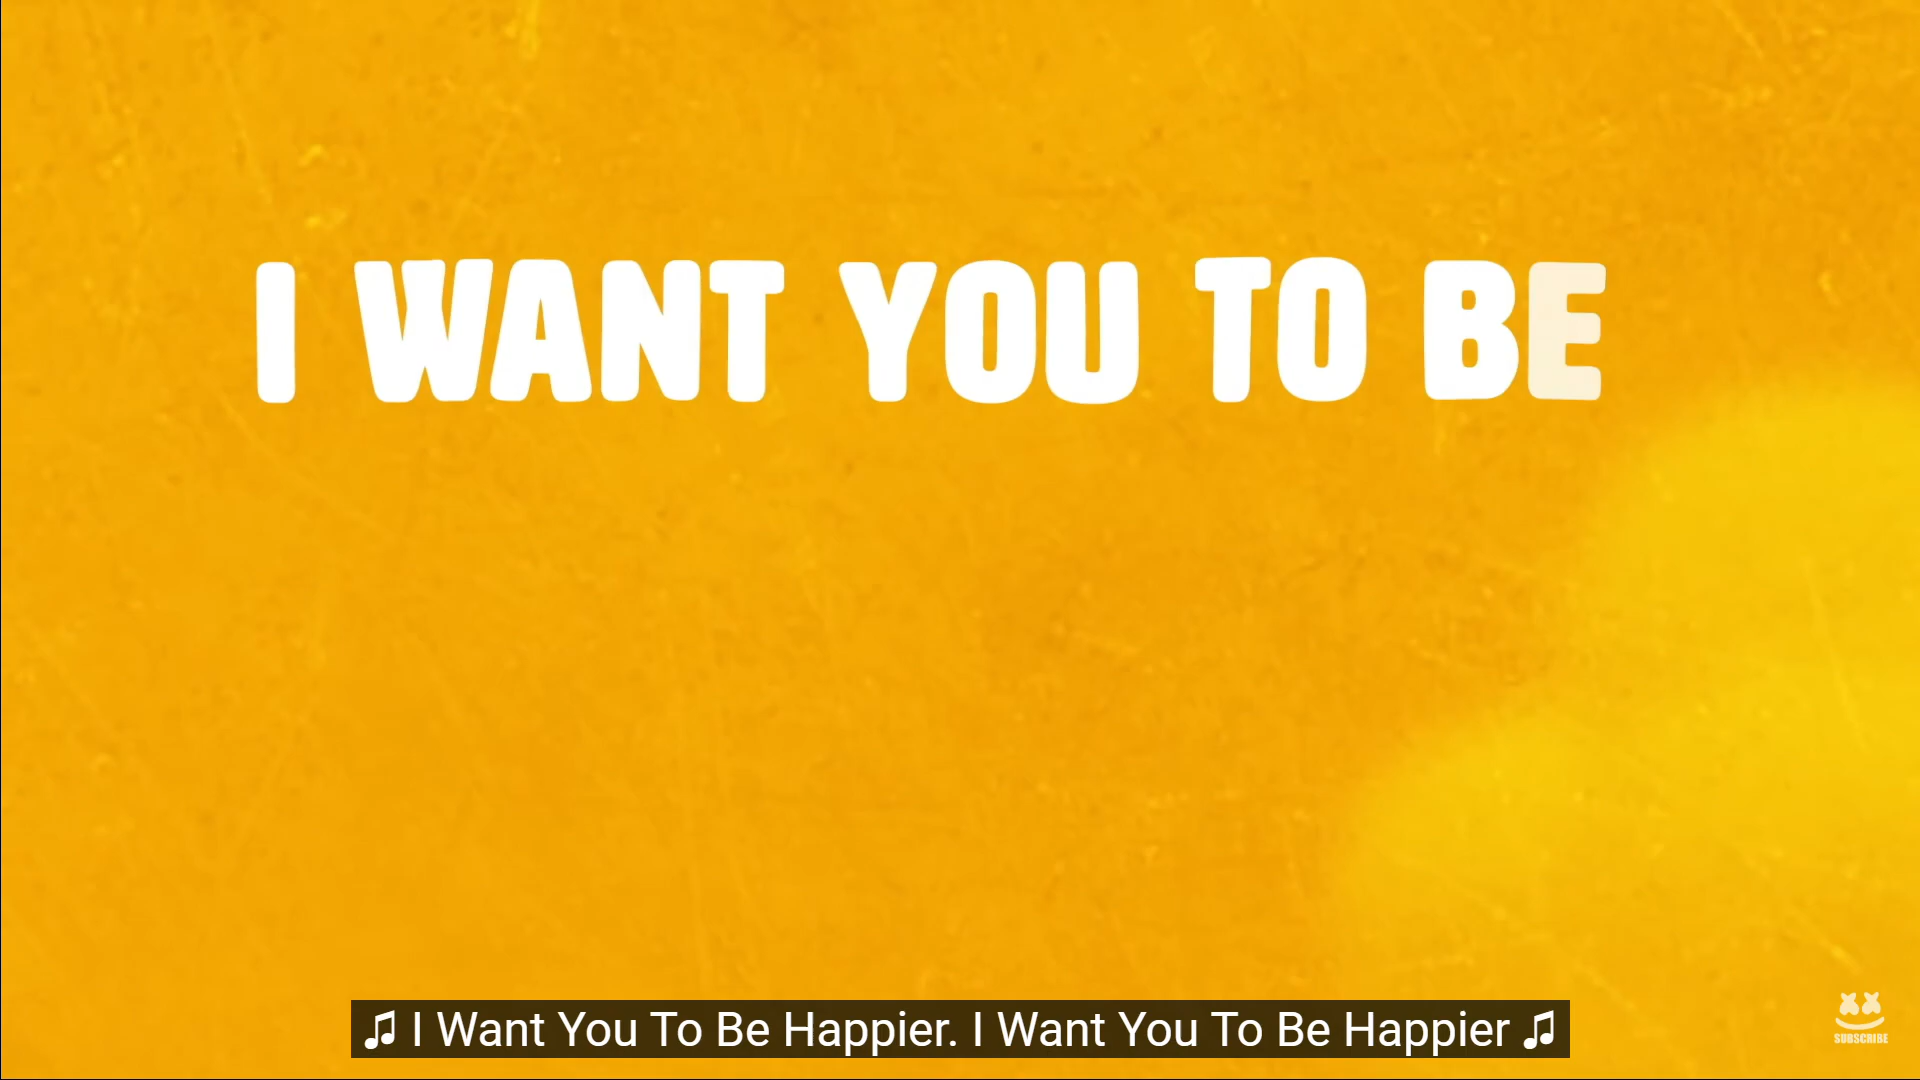 I WANT YOU TO BE
♫ I Want You To Be Happier. I Want You To Be Happier ♫
SUBSCRIBE